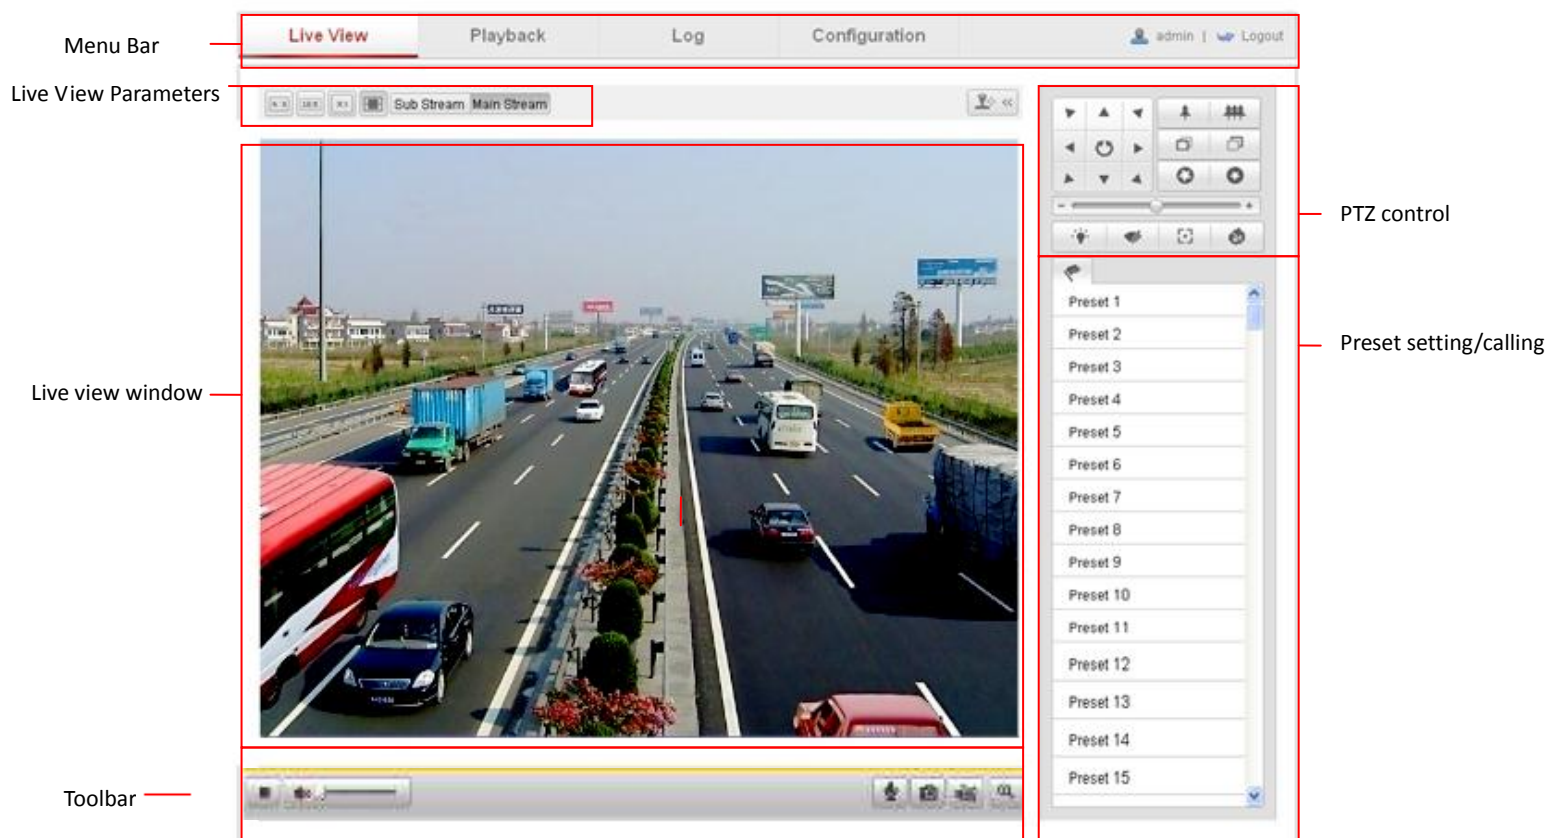 Menu Bar
Live View Playback Log Configuration admin | Logout
Live View Parameters
Sub Stream Main Stream
PTZ control
Preset setting/calling
Preset 1
Preset 2
Preset 3
Preset 4
Preset 5
Preset 6
Preset 7
Preset 8
Preset 9
Preset 10
Preset 11
Preset 12
Preset 13
Preset 14
Preset 15
Live view window
Toolbar